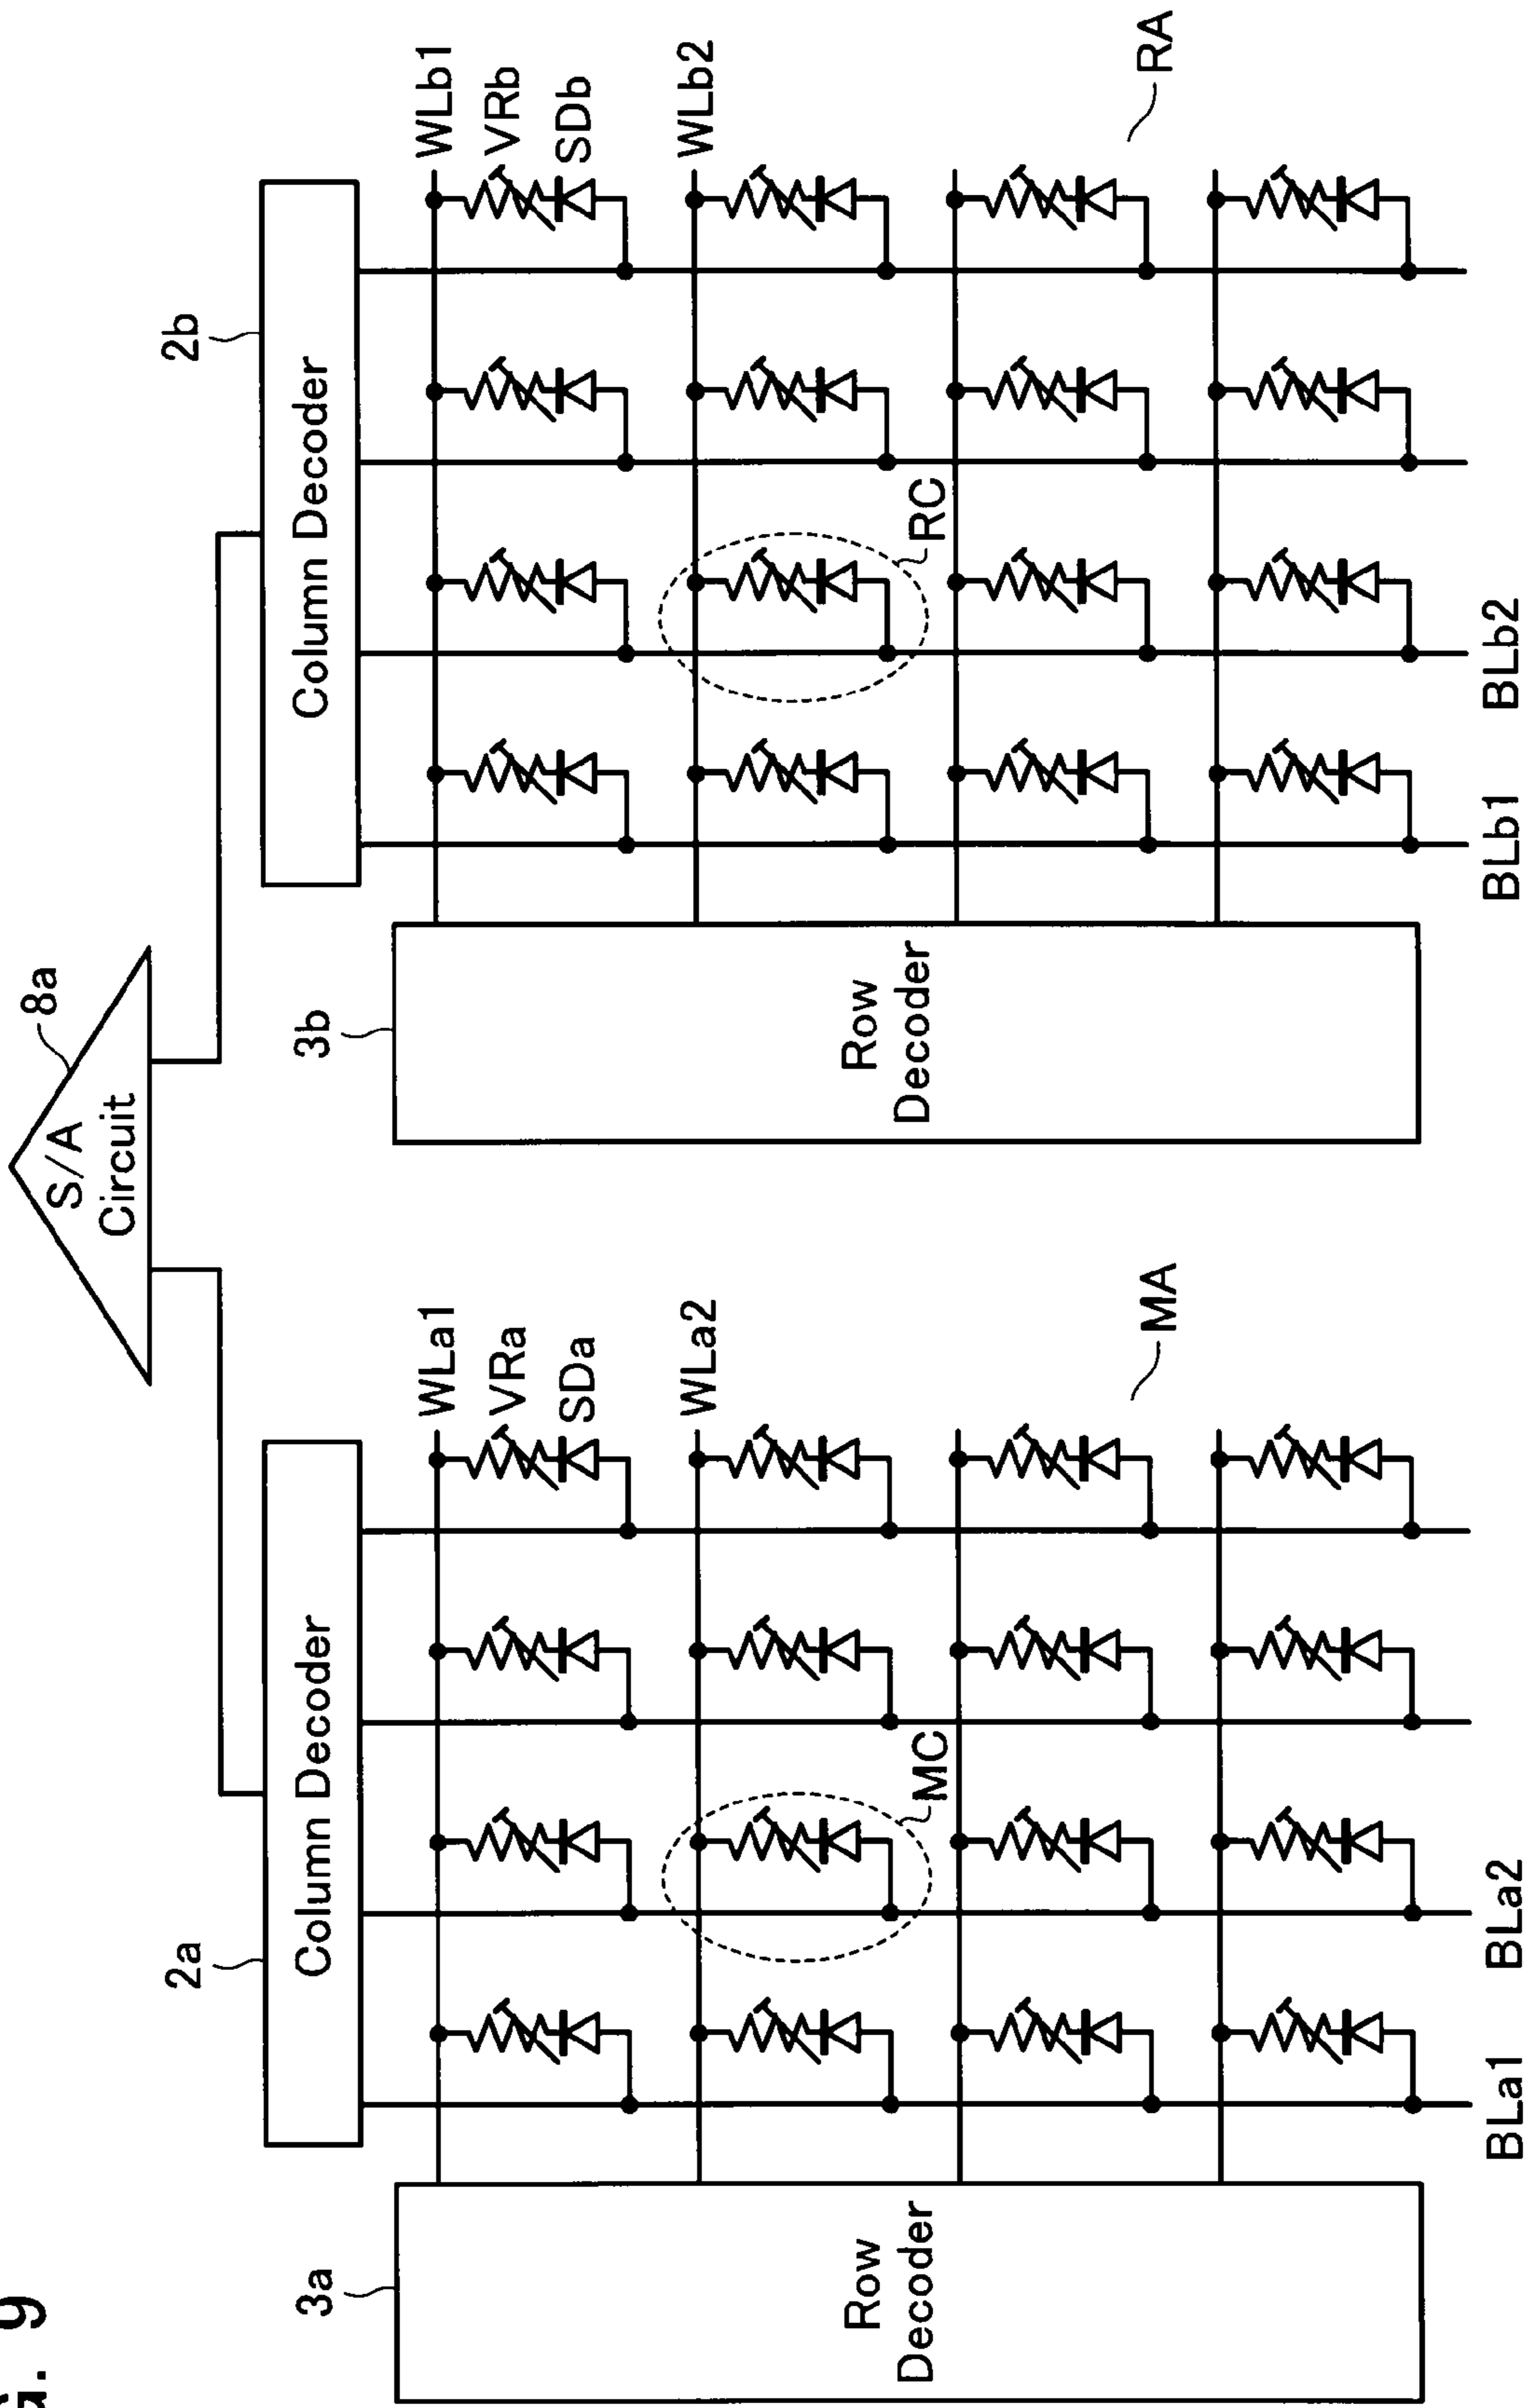 G. 9
S/A
Circuit
8a
2a
Column Decoder
2b
Column Decoder
3a
Row
Decoder
WLa1
VRa
SDa
WLa2
MC
MA
BLa1
BLa2
3b
Row
Decoder
WLb1
VRb
SDb
WLb2
RC
RA
BLb1
BLb2